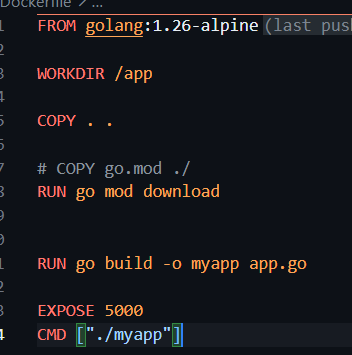 Dockerfile > ...
FROM golang:1.26-alpine (last pus
WORKDIR /app
COPY . .
# COPY go.mod ./
RUN go mod download
RUN go build -o myapp app.go
EXPOSE 5000
CMD ["./myapp"]